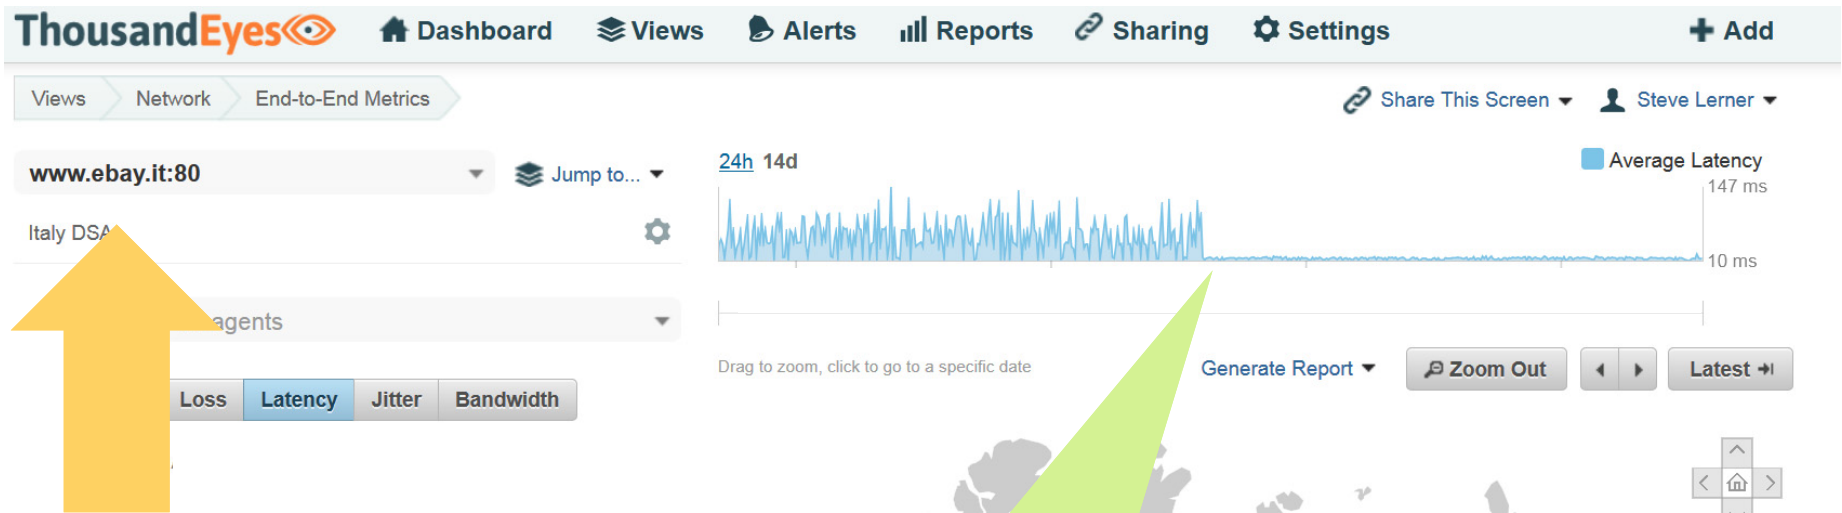 ThousandEyes Dashboard Views Alerts Reports Sharing Settings Add
Views Network End-to-End Metrics Share This Screen Steve Lerner
www.ebay.it:80 Jump to... 24h 14d Average Latency
147 ms
Italy DSA
10 ms
agents
Drag to zoom, click to go to a specific date Generate Report Zoom Out Latest
Loss Latency Jitter Bandwidth